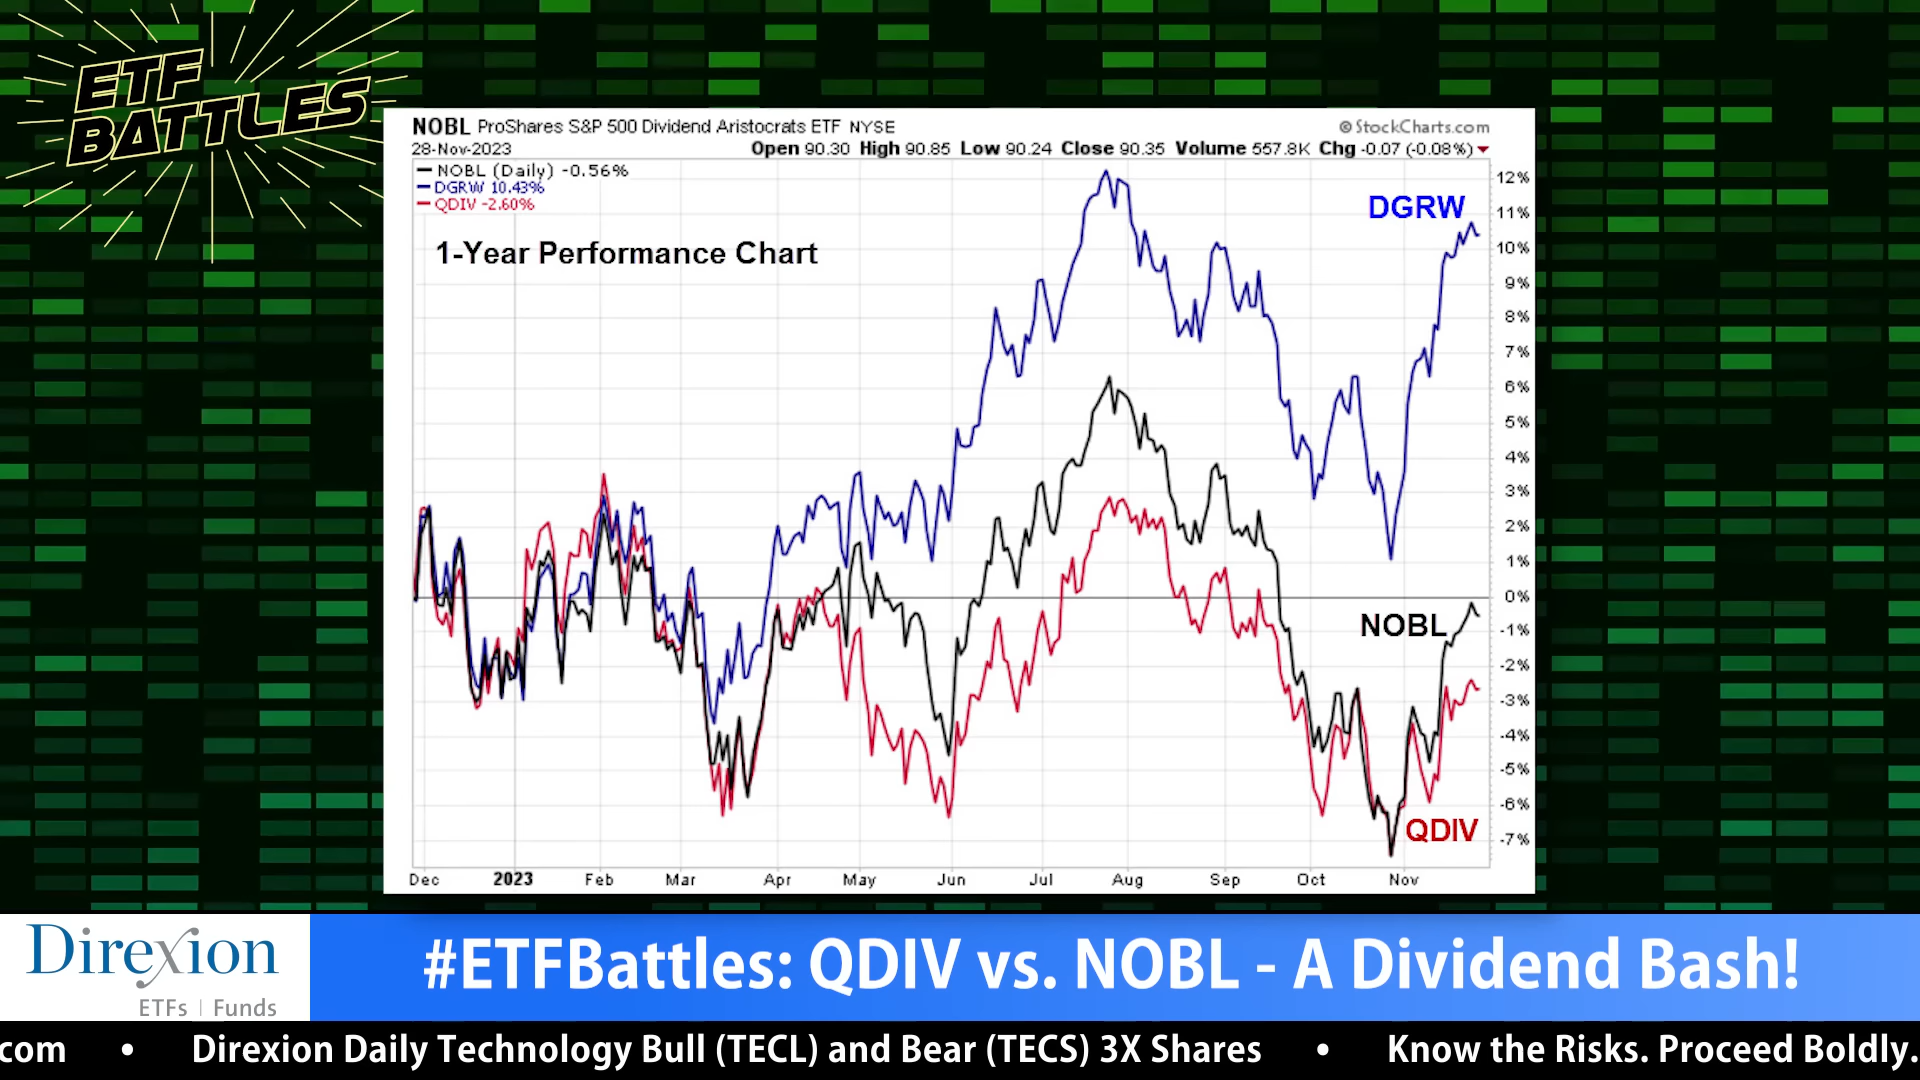 ETF
BATTLES
NOBL ProShares S&P 500 Dividend Aristocrats ETF NYSE
© StockCharts.com
28-Nov-2023
Open 90.30 High 90.85 Low 90.24 Close 90.35 Volume 557.8K Chg -0.07 (-0.08%)
NOBL (Daily) -0.56%
DGRW 10.43%
QDIV -2.60%
1-Year Performance Chart
DGRW
NOBL
QDIV
12%
11%
10%
9%
8%
7%
6%
5%
4%
3%
2%
1%
0%
-1%
-2%
-3%
-4%
-5%
-6%
-7%
Dec 2023 Feb Mar Apr May Jun Jul Aug Sep Oct Nov
Direxion
ETFs | Funds
#ETFBattles: QDIV vs. NOBL - A Dividend Bash!
com • Direxion Daily Technology Bull (TECL) and Bear (TECS) 3X Shares • Know the Risks. Proceed Boldly.